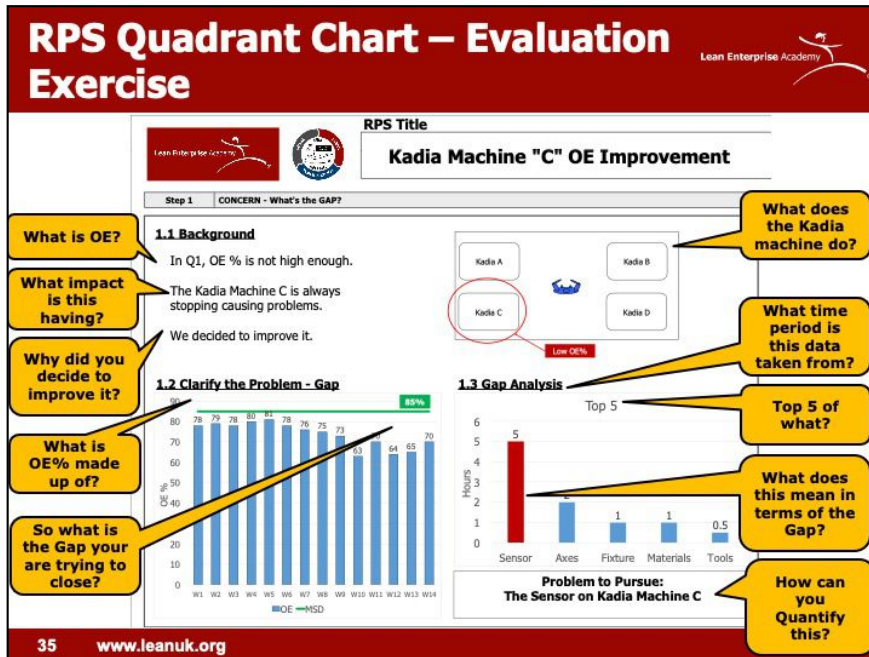 RPS Quadrant Chart – Evaluation
Exercise
Lean Enterprise Academy
RPS Title
Lean Enterprise Academy
Kadia Machine "C" OE Improvement
Step 1 CONCERN - What's the GAP?
What is OE?
What impact
is this
having?
Why did you
decide to
improve it?
What is
OE% made
up of?
So what is
the Gap your
are trying to
close?
1.1 Background
In Q1, OE % is not high enough.
The Kadia Machine C is always
stopping causing problems.
We decided to improve it.
Kadia A
Kadia B
Kadia C
Kadia D
Low OE%
1.2 Clarify the Problem - Gap
85%
90
80
70
60
50
40
30
20
10
0
OE %
78 79 78 80 81 78 76 75 73 63 70 64 65 70
W1 W2 W3 W4 W5 W6 W7 W8 W9 W10 W11 W12 W13 W14
OE MSD
1.3 Gap Analysis
Top 5
6
5
4
3
2
1
0
Hours
5 2 1 1 0.5
Sensor Axes Fixture Materials Tools
Problem to Pursue:
The Sensor on Kadia Machine C
What does
the Kadia
machine do?
What time
period is
this data
taken from?
Top 5 of
what?
What does
this mean in
terms of the
Gap?
How can
you
Quantify
this?
35 www.leanuk.org